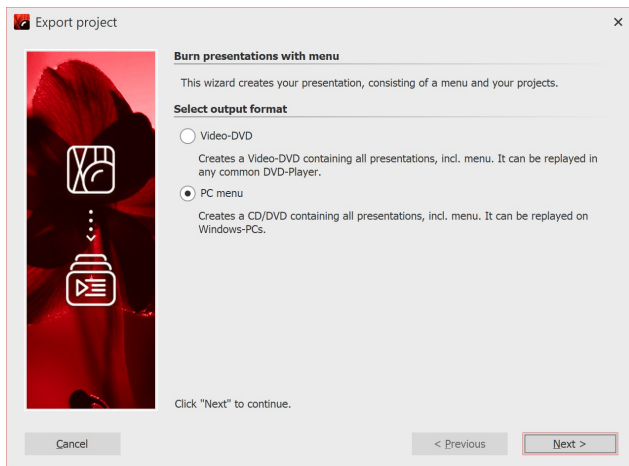 Export project
Burn presentations with menu
This wizard creates your presentation, consisting of a menu and your projects.
Select output format
Video-DVD
Creates a Video-DVD containing all presentations, incl. menu. It can be replayed in
any common DVD-Player.
PC menu
Creates a CD/DVD containing all presentations, incl. menu. It can be replayed on
Windows-PCs.
Click "Next" to continue.
Cancel
< Previous
Next >